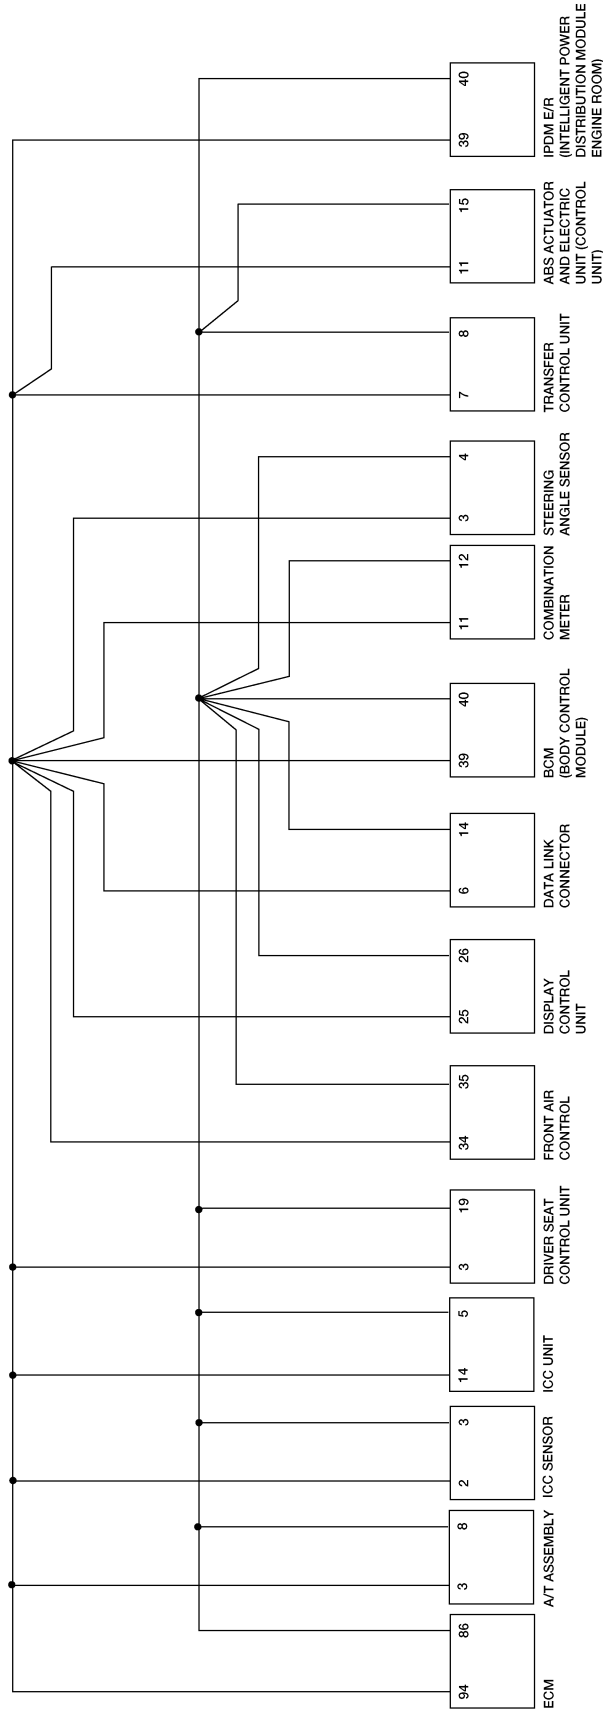 94
86
ECM
3
8
A/T ASSEMBLY
2
3
ICC SENSOR
14
5
ICC UNIT
3
19
DRIVER SEAT
CONTROL UNIT
34
35
FRONT AIR
CONTROL
25
26
DISPLAY
CONTROL
UNIT
6
14
DATA LINK
CONNECTOR
39
40
BCM
(BODY CONTROL
MODULE)
11
12
COMBINATION
METER
3
4
STEERING
ANGLE SENSOR
7
8
TRANSFER
CONTROL UNIT
11
15
ABS ACTUATOR
AND ELECTRIC
UNIT (CONTROL
UNIT)
39
40
IPDM E/R
(INTELLIGENT POWER
DISTRIBUTION MODULE
ENGINE ROOM)